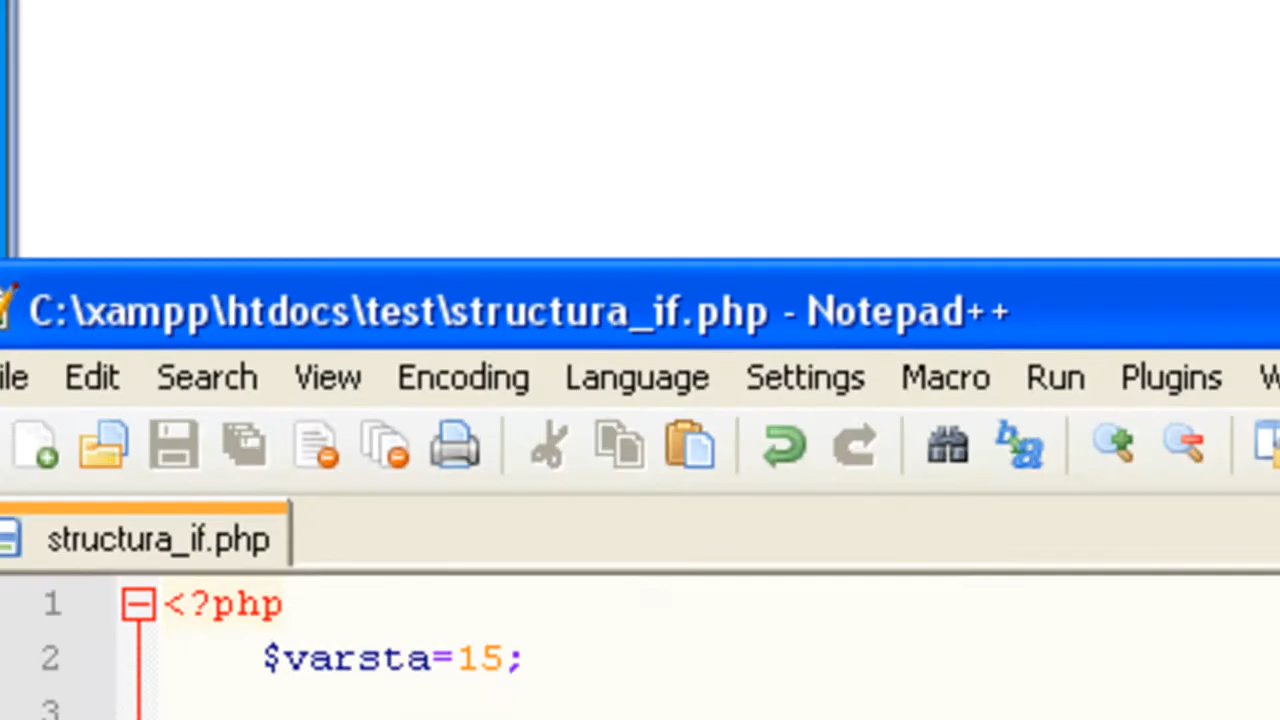 C:\xampp\htdocs\test\structura_if.php - Notepad++
ile Edit Search View Encoding Language Settings Macro Run Plugins W
structura_if.php
1 <?php
2 $varsta=15;
3